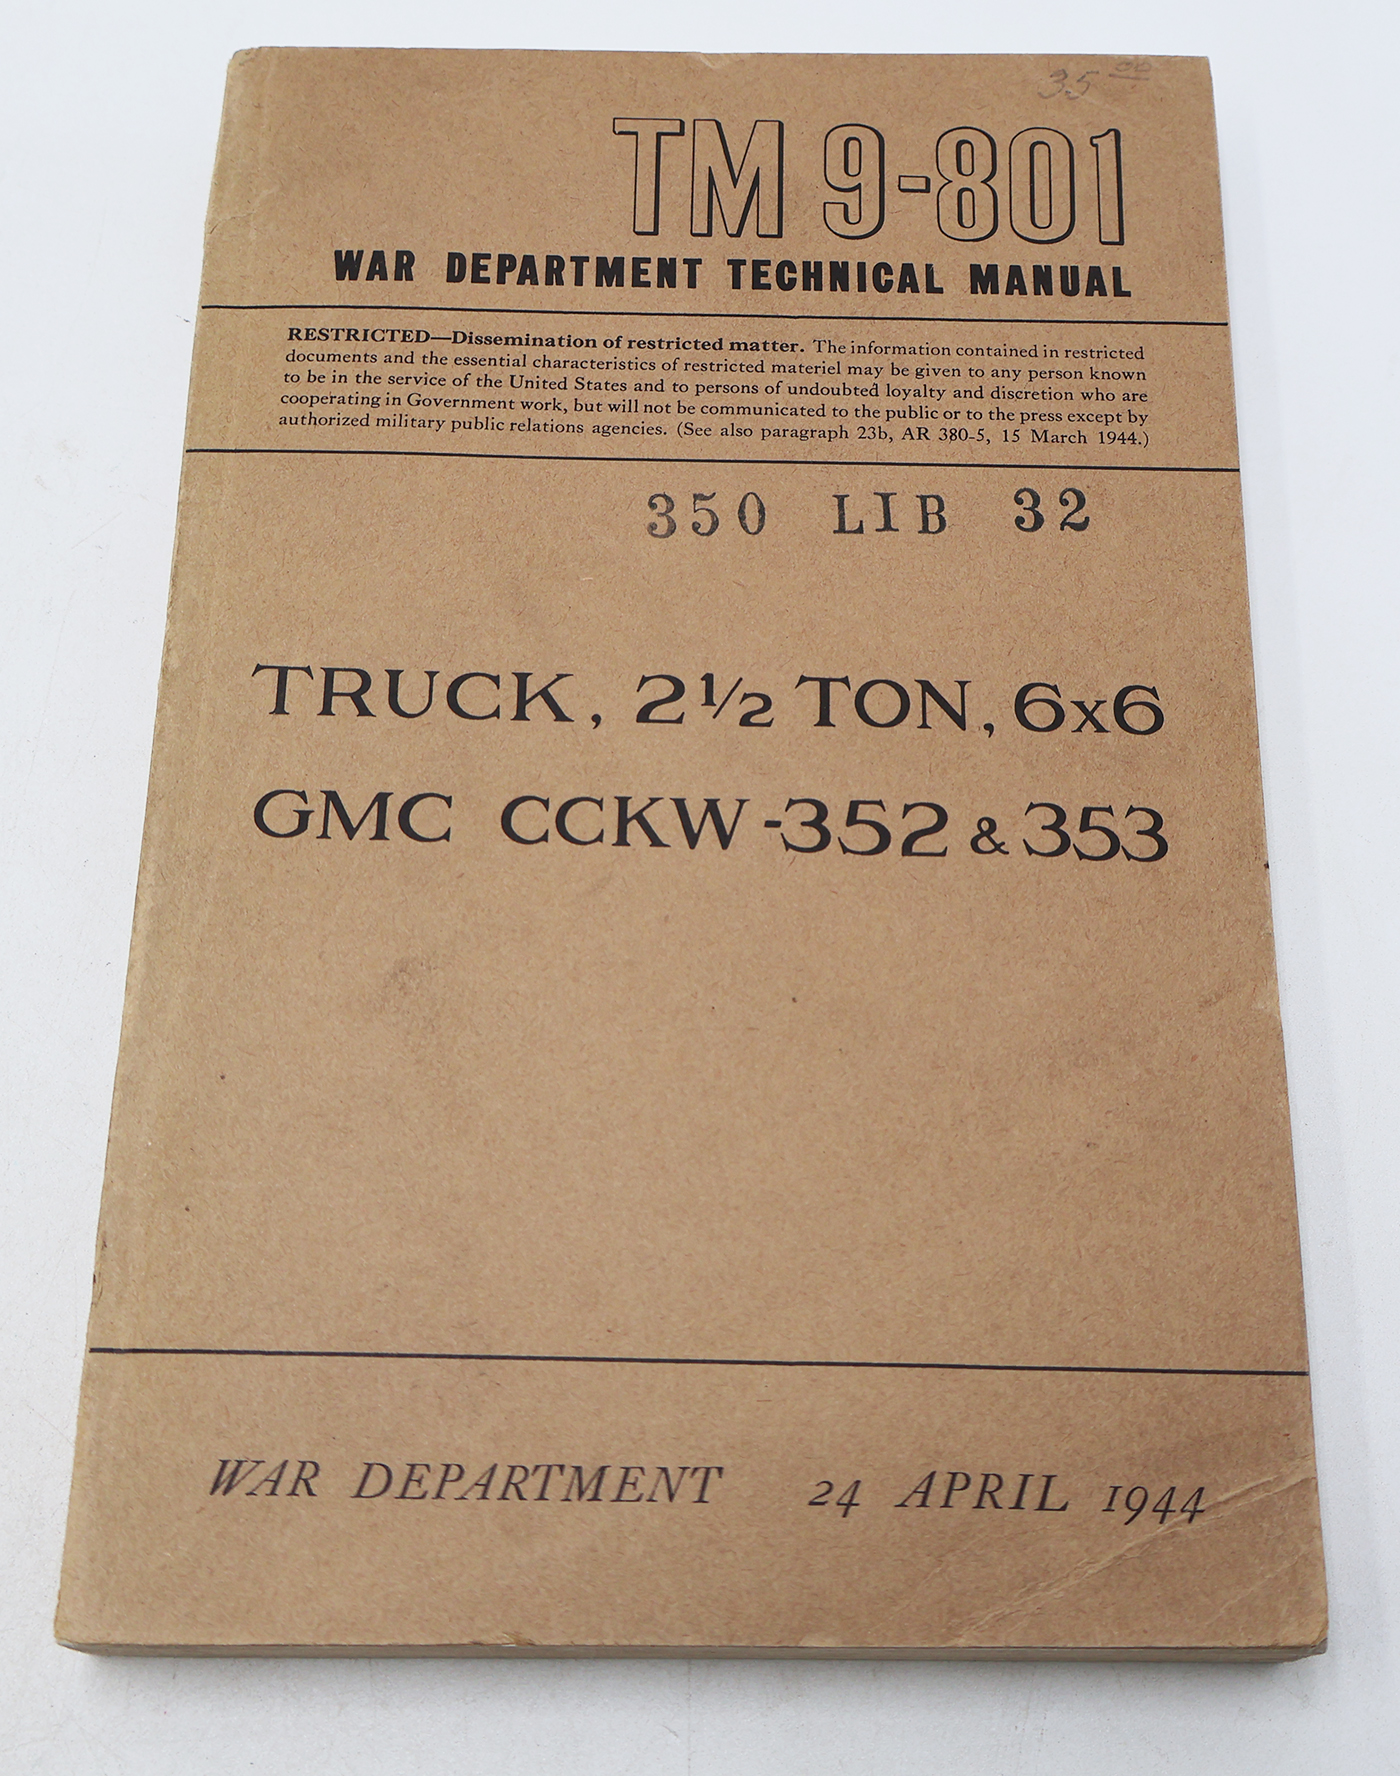 35 00
TM 9-801
WAR DEPARTMENT TECHNICAL MANUAL
RESTRICTED—Dissemination of restricted matter. The information contained in restricted
documents and the essential characteristics of restricted materiel may be given to any person known
to be in the service of the United States and to persons of undoubted loyalty and discretion who are
cooperating in Government work, but will not be communicated to the public or to the press except by
authorized military public relations agencies. (See also paragraph 23b, AR 380-5, 15 March 1944.)
350 LIB 32
TRUCK, 2½ TON, 6x6
GMC CCKW-352 & 353
WAR DEPARTMENT 24 APRIL 1944